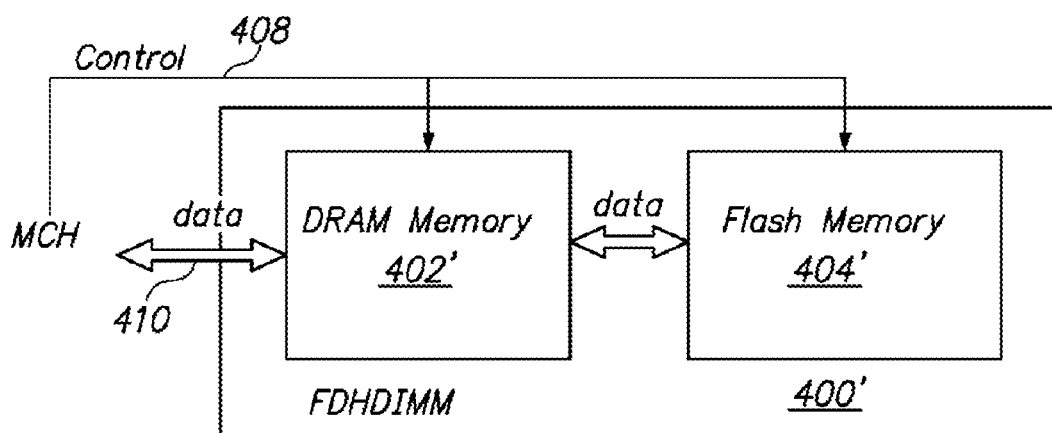 408
Control
data
MCH
410
DRAM Memory
402'
data
Flash Memory
404'
FDHDIMM
400'